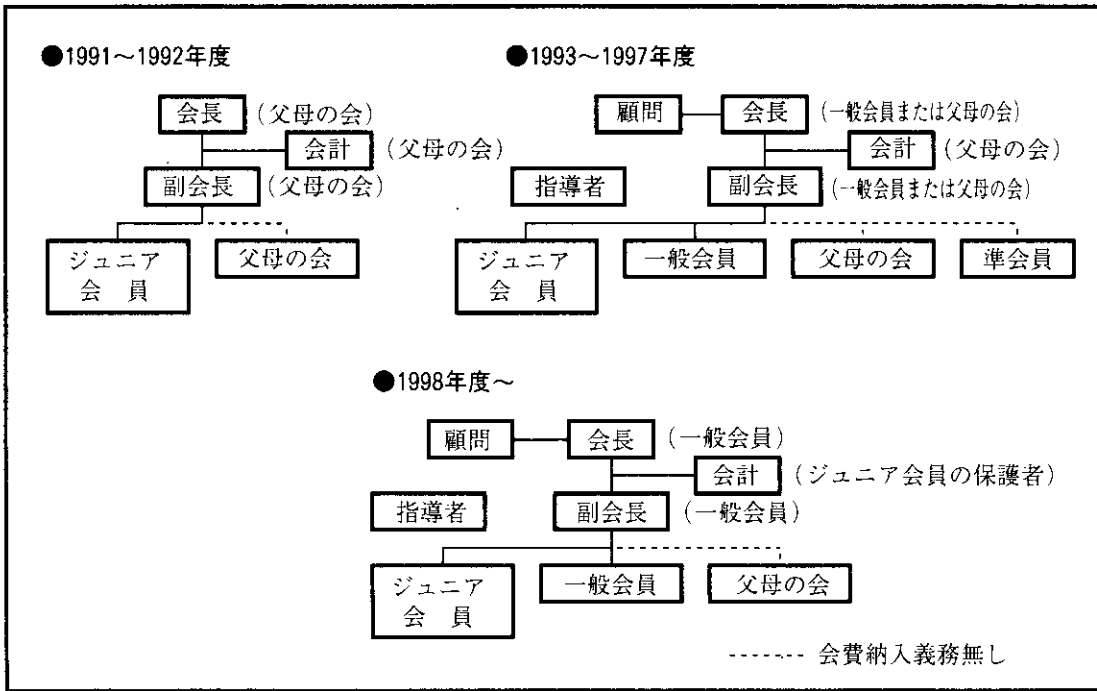 ●1991～1992年度
会長 (父母の会)
会計 (父母の会)
副会長 (父母の会)
ジュニア
会員
父母の会
●1993～1997年度
顧問 会長 (一般会員または父母の会)
会計 (父母の会)
指導者 副会長 (一般会員または父母の会)
ジュニア
会員
一般会員 父母の会 準会員
●1998年度～
顧問 会長 (一般会員)
会計 (ジュニア会員の保護者)
指導者 副会長 (一般会員)
ジュニア
会員
一般会員 父母の会
会費納入義務無し